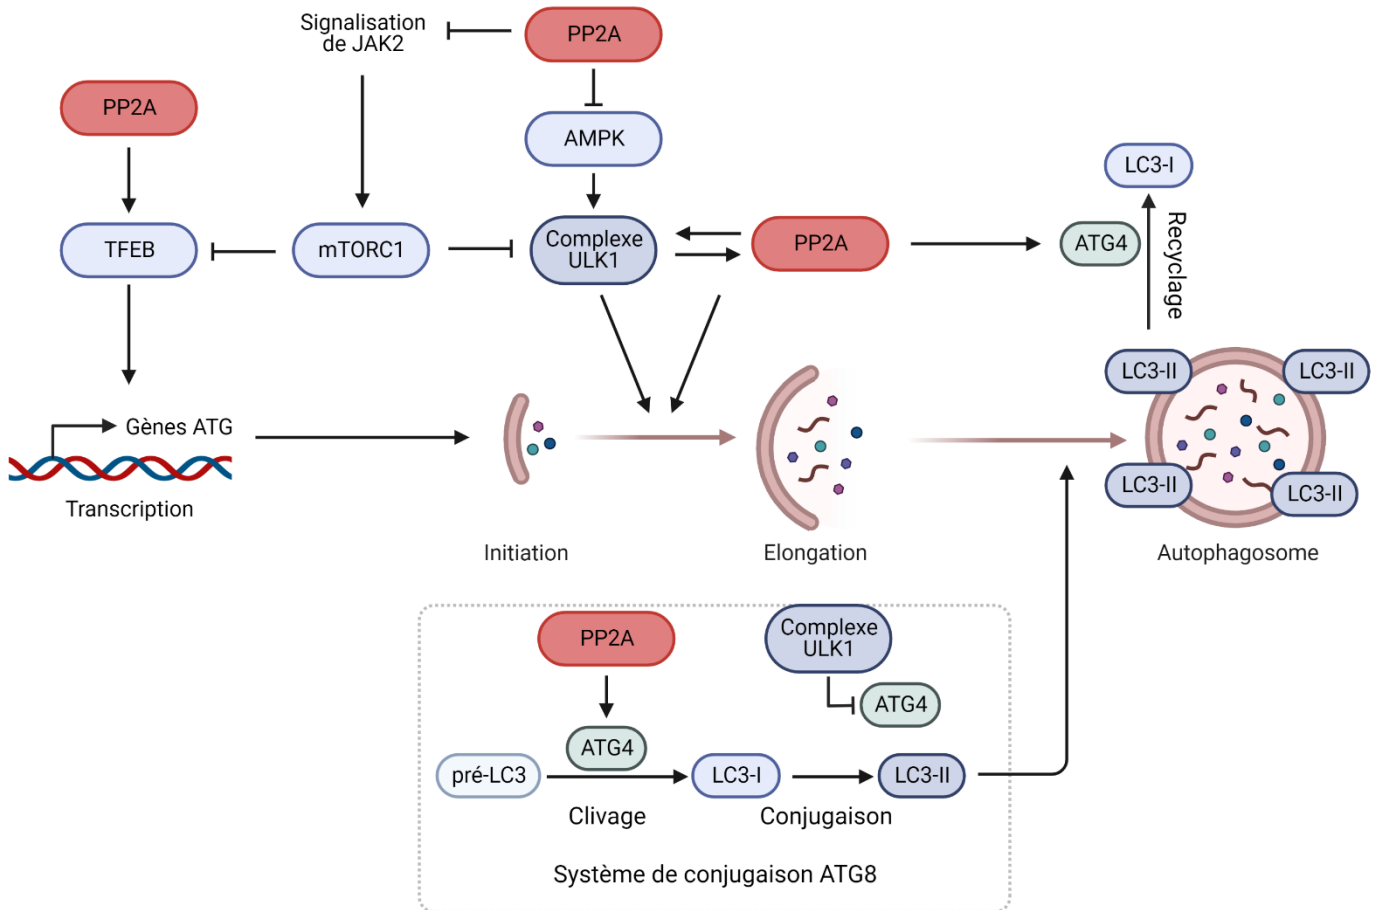 Signalisation
de JAK2
PP2A
PP2A
AMPK
LC3-I
TFEB
mTORC1
Complexe
ULK1
PP2A
ATG4
Recyclage
LC3-II
LC3-II
Gènes ATG
LC3-II
LC3-II
Transcription
Initiation
Elongation
Autophagosome
PP2A
Complexe
ULK1
ATG4
ATG4
pré-LC3
LC3-I
LC3-II
Clivage
Conjugaison
Système de conjugaison ATG8